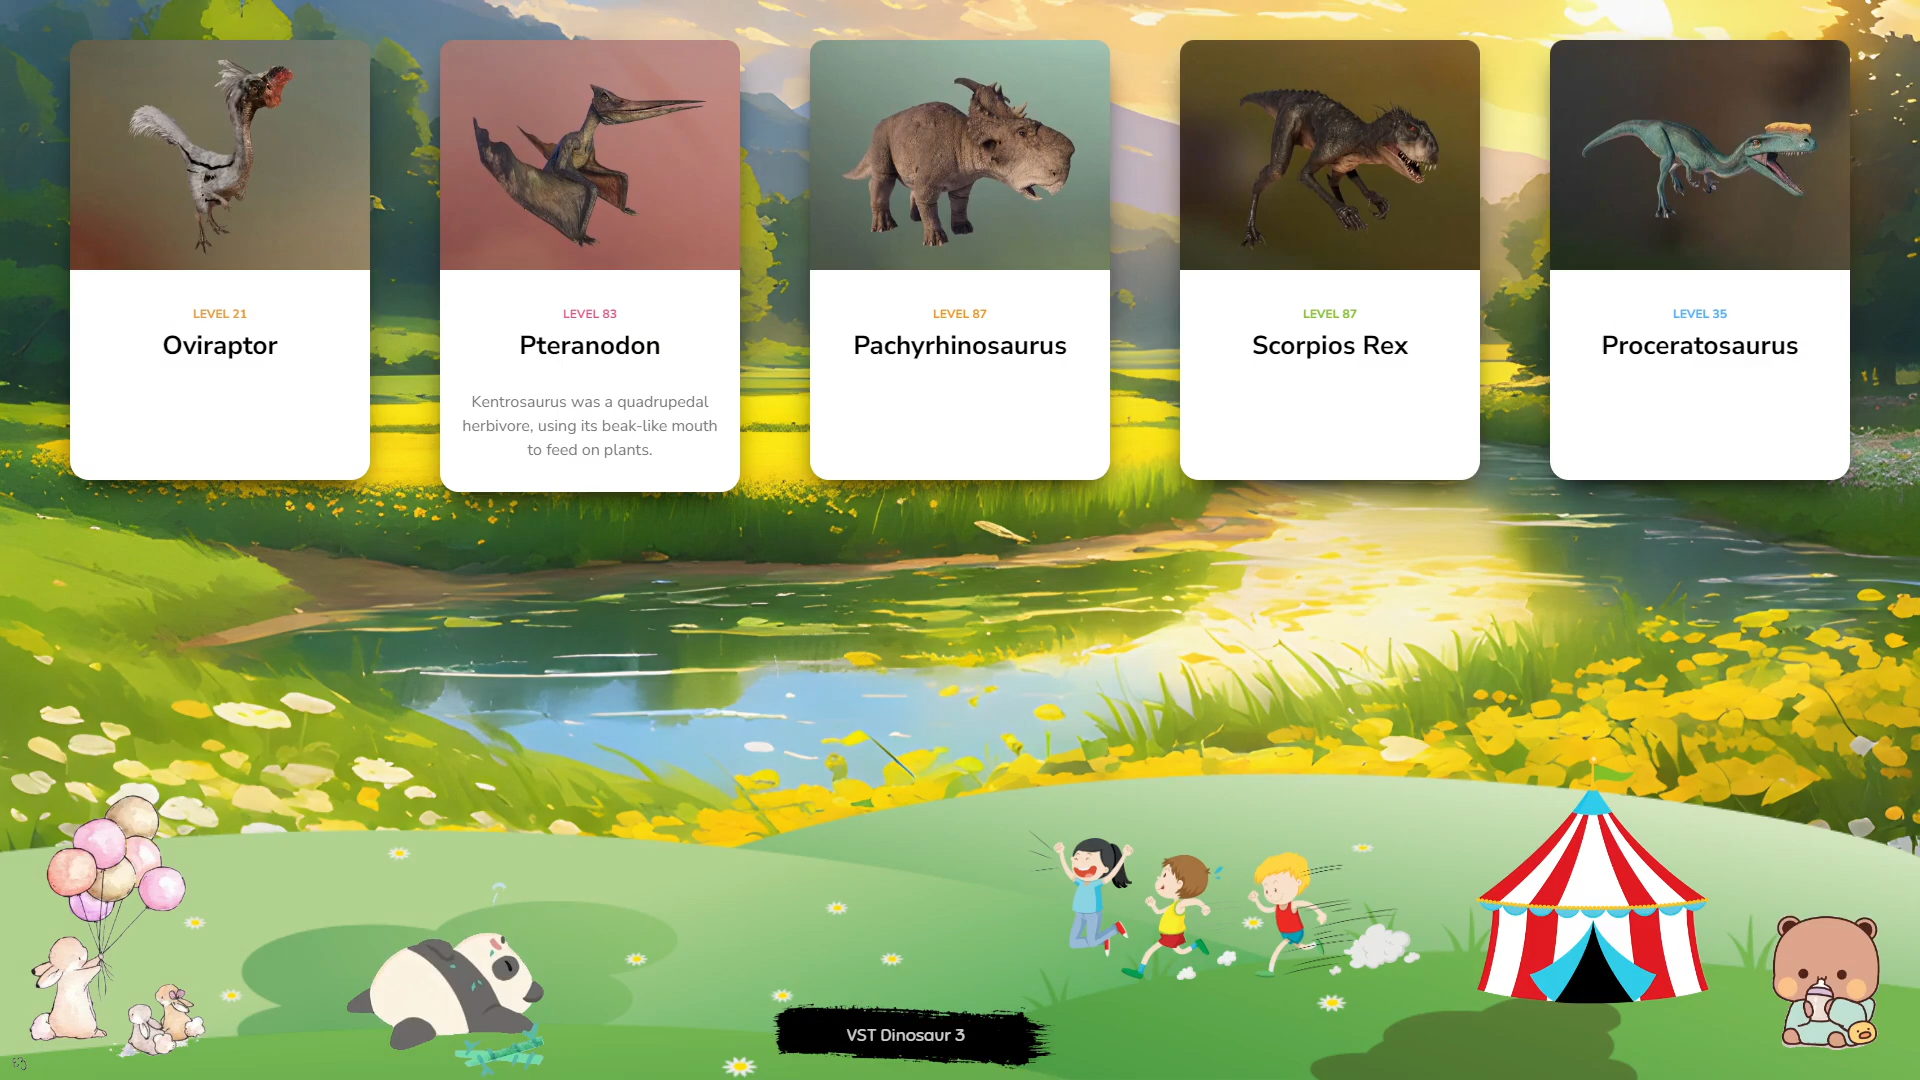 LEVEL 21
Oviraptor
LEVEL 83
Pteranodon
Kentrosaurus was a quadrupedal
herbivore, using its beak-like mouth
to feed on plants.
LEVEL 87
Pachyrhinosaurus
LEVEL 87
Scorpios Rex
LEVEL 35
Proceratosaurus
VST Dinosaur 3